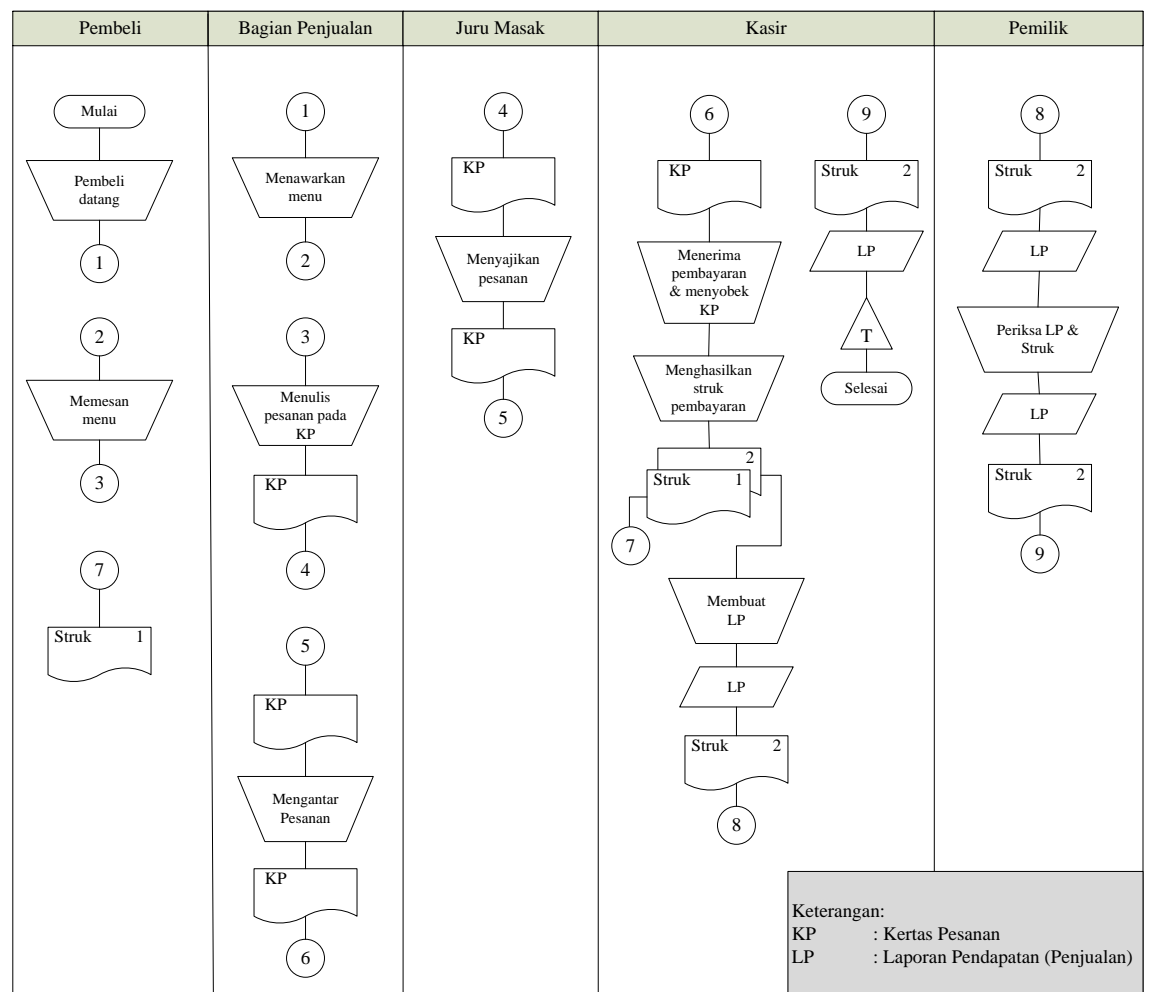 Pembeli
Bagian Penjualan
Juru Masak
Kasir
Pemilik
Mulai
Pembeli
datang
1
2
Memesan
menu
3
7
Struk 1
1
Menawarkan
menu
2
3
Menulis
pesanan pada
KP
KP
4
5
KP
Mengantar
Pesanan
KP
6
4
KP
Menyajikan
pesanan
KP
5
6
KP
Menerima
pembayaran
& menyobek
KP
Menghasilkan
struk
pembayaran
2
Struk 1
7
Membuat
LP
LP
Struk 2
8
9
Struk 2
LP
T
Selesai
8
Struk 2
LP
Periksa LP &
Struk
LP
Struk 2
9
Keterangan:
KP : Kertas Pesanan
LP : Laporan Pendapatan (Penjualan)